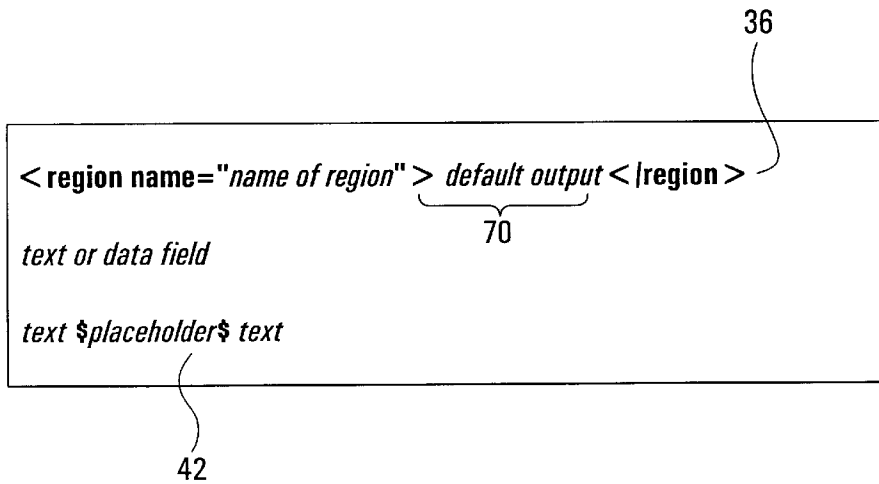 36
<region name="name of region"> default output<|region>
70
text or data field
text $placeholder$ text
42